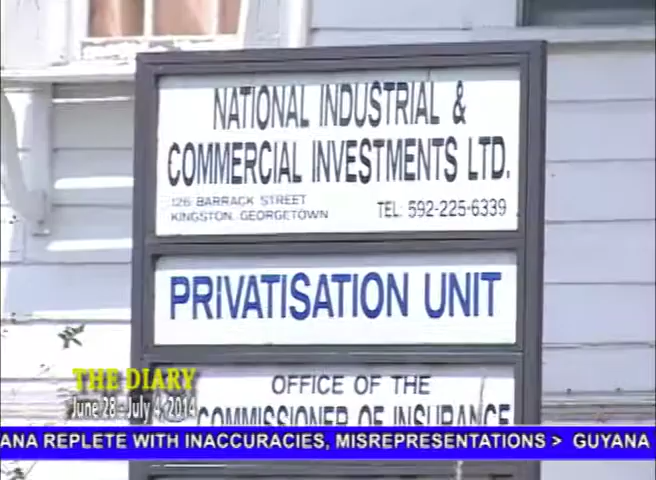 NATIONAL INDUSTRIAL &
COMMERCIAL INVESTMENTS LTD.
126 BARRACK STREET
KINGSTON, GEORGETOWN
TEL: 592-225-6339
PRIVATISATION UNIT
OFFICE OF THE
COMMISSIONER OF INSURANCE
THE DIARY
June 28 - July 4, 2014
ANA REPLETE WITH INACCURACIES, MISREPRESENTATIONS > GUYANA